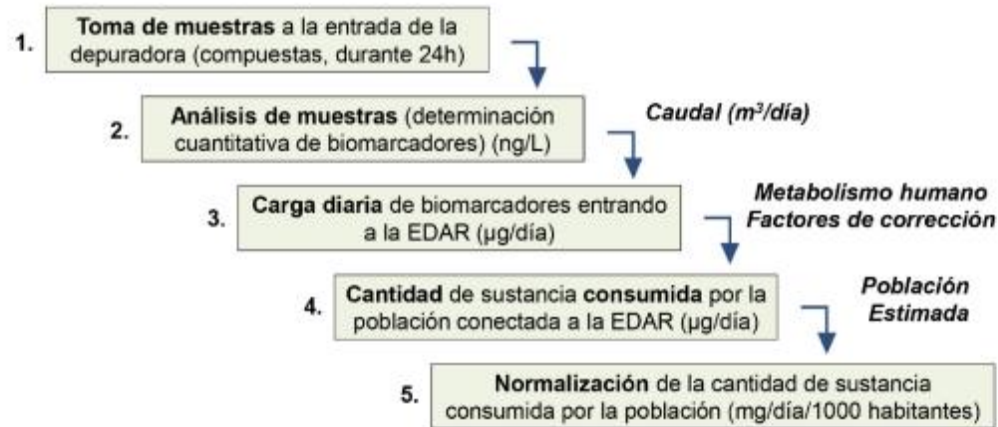 1.
Toma de muestras a la entrada de la
depuradora (compuestas, durante 24h)
2.
Análisis de muestras (determinación
cuantitativa de biomarcadores) (ng/L)
Caudal (m³/día)
3.
Carga diaria de biomarcadores entrando
a la EDAR (µg/día)
Metabolismo humano
Factores de corrección
4.
Cantidad de sustancia consumida por la
población conectada a la EDAR (µg/día)
Población
Estimada
5.
Normalización de la cantidad de sustancia
consumida por la población (mg/día/1000 habitantes)